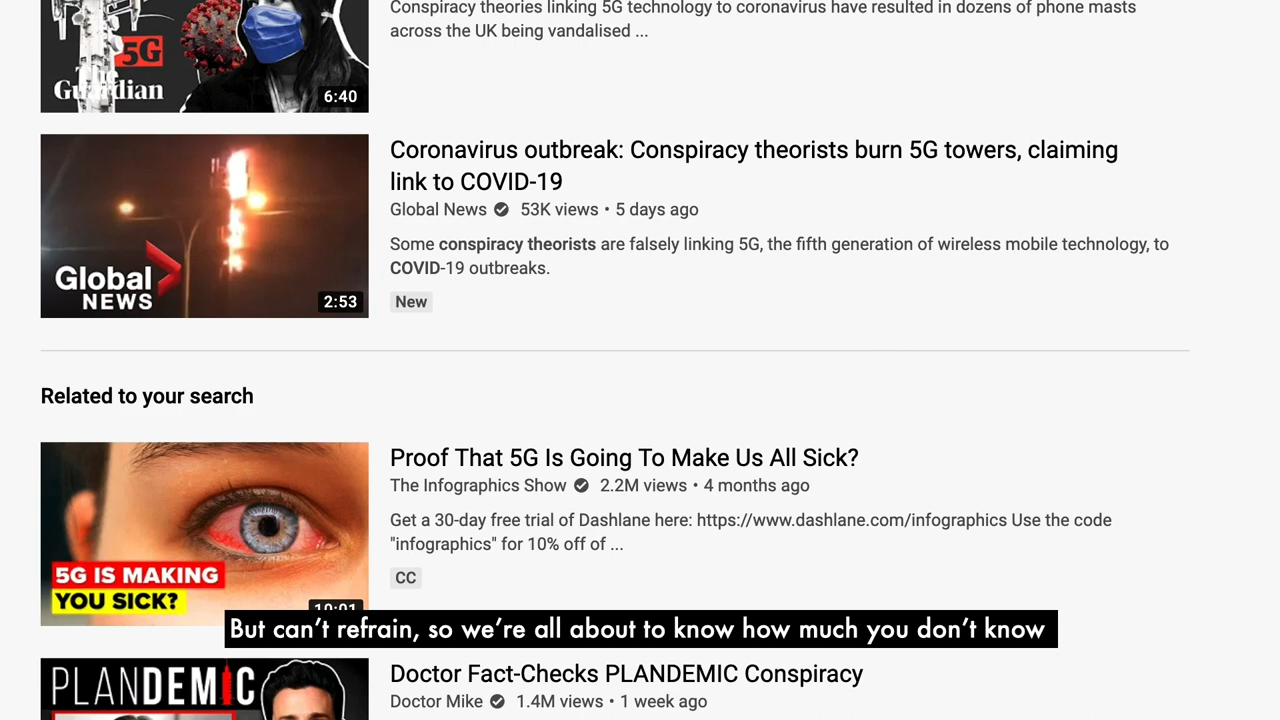 Conspiracy theories linking 5G technology to coronavirus have resulted in dozens of phone masts
across the UK being vandalised ...
5G
The
Guardian
6:40
Coronavirus outbreak: Conspiracy theorists burn 5G towers, claiming
link to COVID-19
Global News 53K views • 5 days ago
Some conspiracy theorists are falsely linking 5G, the fifth generation of wireless mobile technology, to
COVID-19 outbreaks.
New
Global
NEWS
2:53
Related to your search
Proof That 5G Is Going To Make Us All Sick?
The Infographics Show 2.2M views • 4 months ago
Get a 30-day free trial of Dashlane here: https://www.dashlane.com/infographics Use the code
"infographics" for 10% off of ...
CC
5G IS MAKING
YOU SICK?
10:01
But can't refrain, so we're all about to know how much you don't know
PLANDEMIC
Doctor Fact-Checks PLANDEMIC Conspiracy
Doctor Mike 1.4M views • 1 week ago